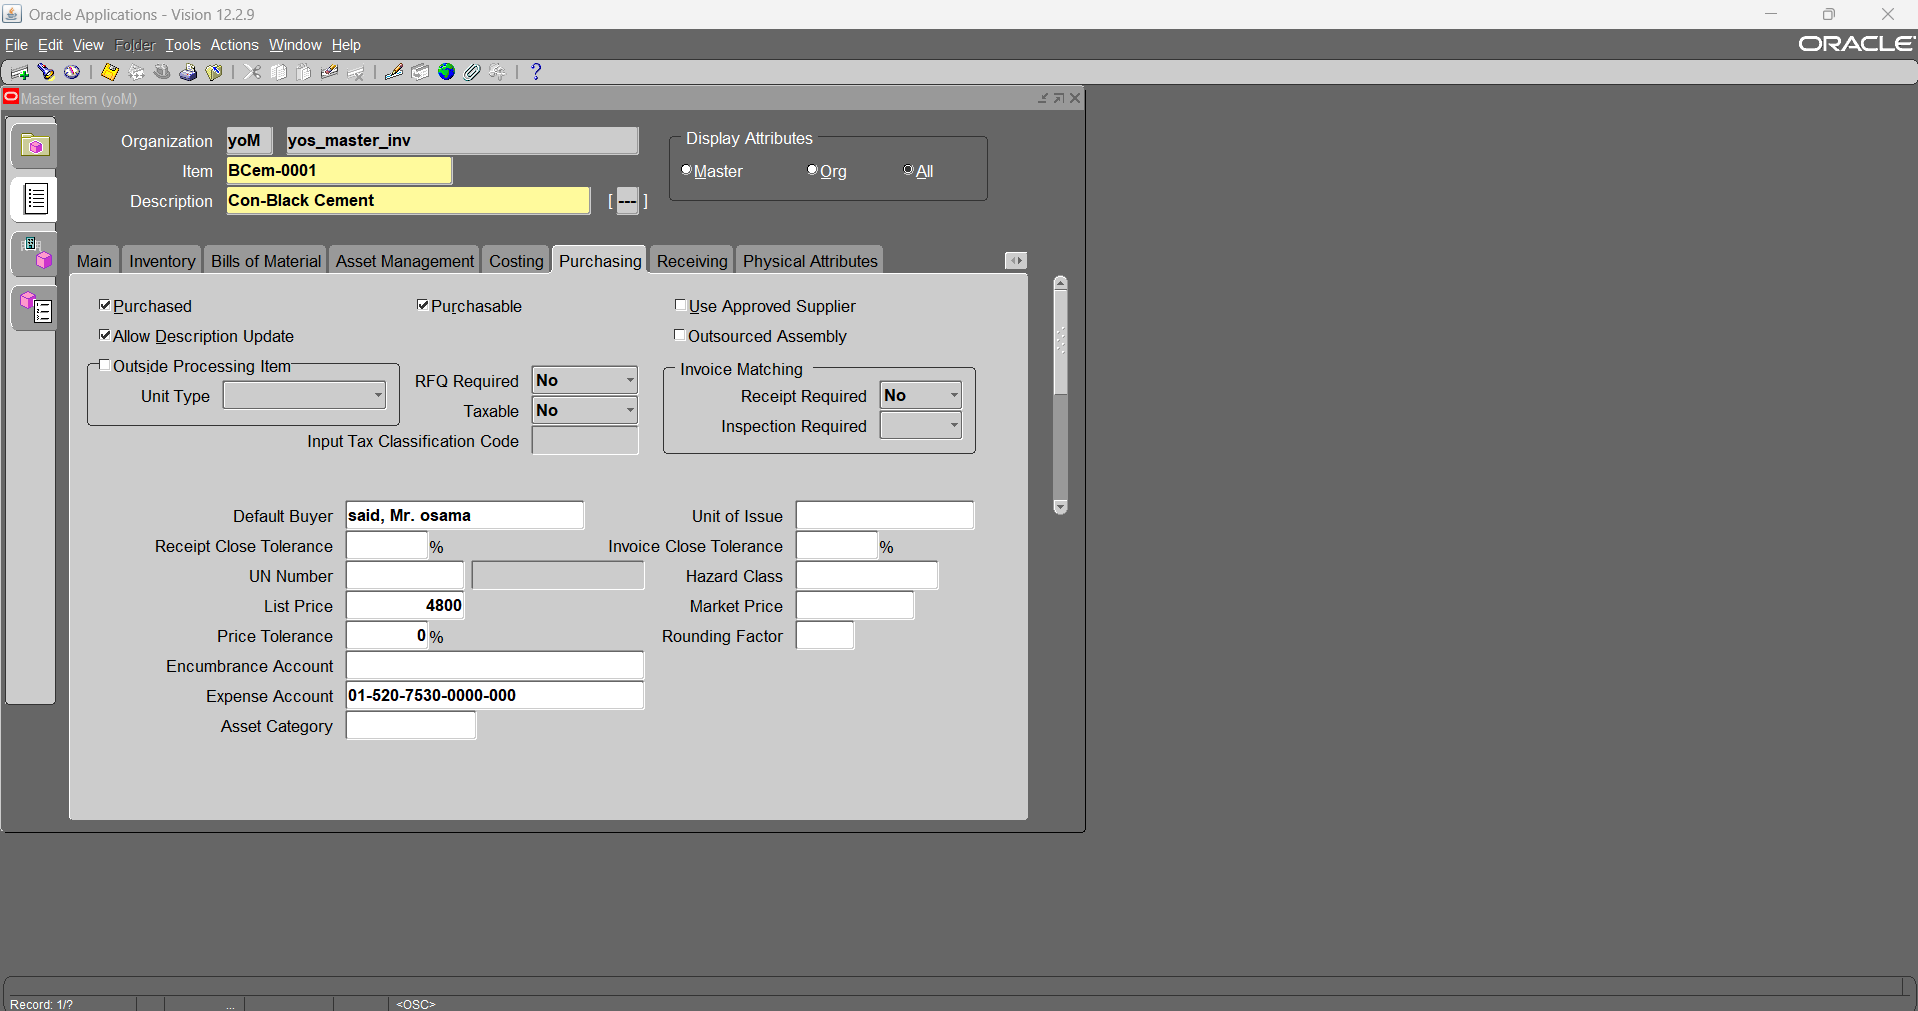 Oracle Applications - Vision 12.2.9
File Edit View Folder Tools Actions Window Help
ORACLE
Master Item (yoM)
Organization yoM yos_master_inv
Display Attributes
Item BCem-0001
Master Org All
Description Con-Black Cement [ --- ]
Main Inventory Bills of Material Asset Management Costing Purchasing Receiving Physical Attributes
Purchased Purchasable Use Approved Supplier
Allow Description Update Outsourced Assembly
Outside Processing Item
Invoice Matching
RFQ Required No
Unit Type
Receipt Required No
Taxable No
Inspection Required
Input Tax Classification Code
Default Buyer said, Mr. osama Unit of Issue
Receipt Close Tolerance % Invoice Close Tolerance %
UN Number Hazard Class
List Price 4800 Market Price
Price Tolerance 0 % Rounding Factor
Encumbrance Account
Expense Account 01-520-7530-0000-000
Asset Category
Record: 1/? ... <OSC>